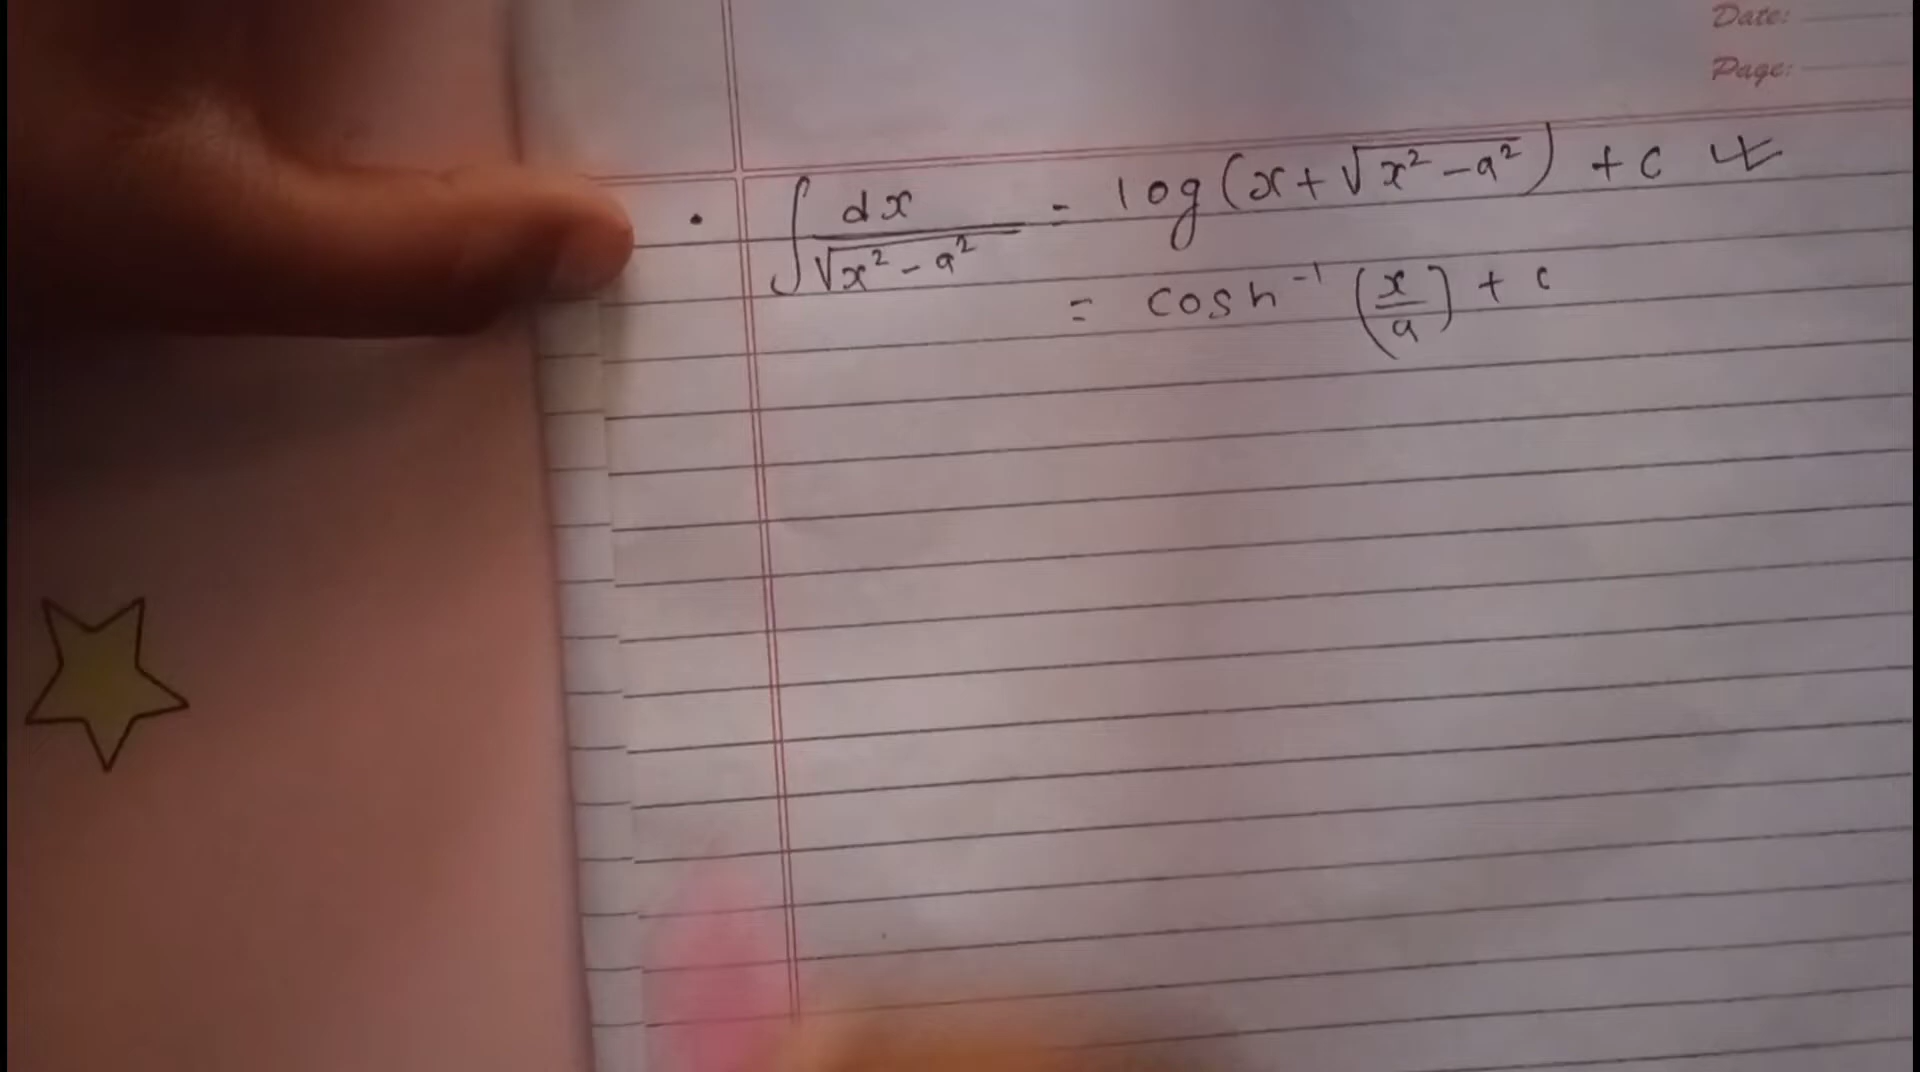 Date:
Page:
• ∫ dx / √x² - a² = log (x + √x² - a²) + c
= cosh⁻¹ (x/a) + c